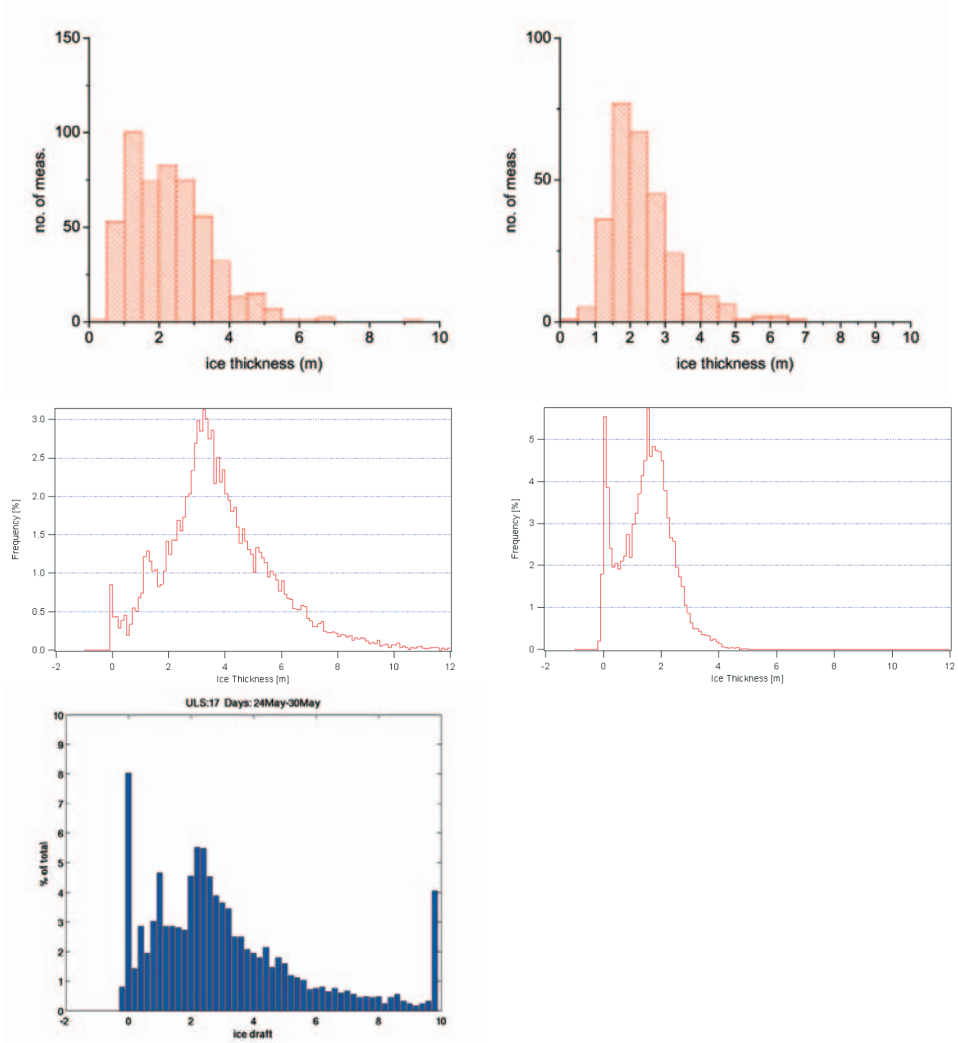 150
100
50
0
no. of meas.
0 2 4 6 8 10
ice thickness (m)
100
50
0
no. of meas.
0 1 2 3 4 5 6 7 8 9 10
ice thickness (m)
3.0
2.5
2.0
1.5
1.0
0.5
0.0
Frequency [%]
-2 0 2 4 6 8 10 12
Ice Thickness [m]
5
4
3
2
1
0
Frequency [%]
-2 0 2 4 6 8 10 12
Ice Thickness [m]
ULS:17 Days: 24May-30May
10
9
8
7
6
5
4
3
2
1
0
% of total
-2 0 2 4 6 8 10
ice draft